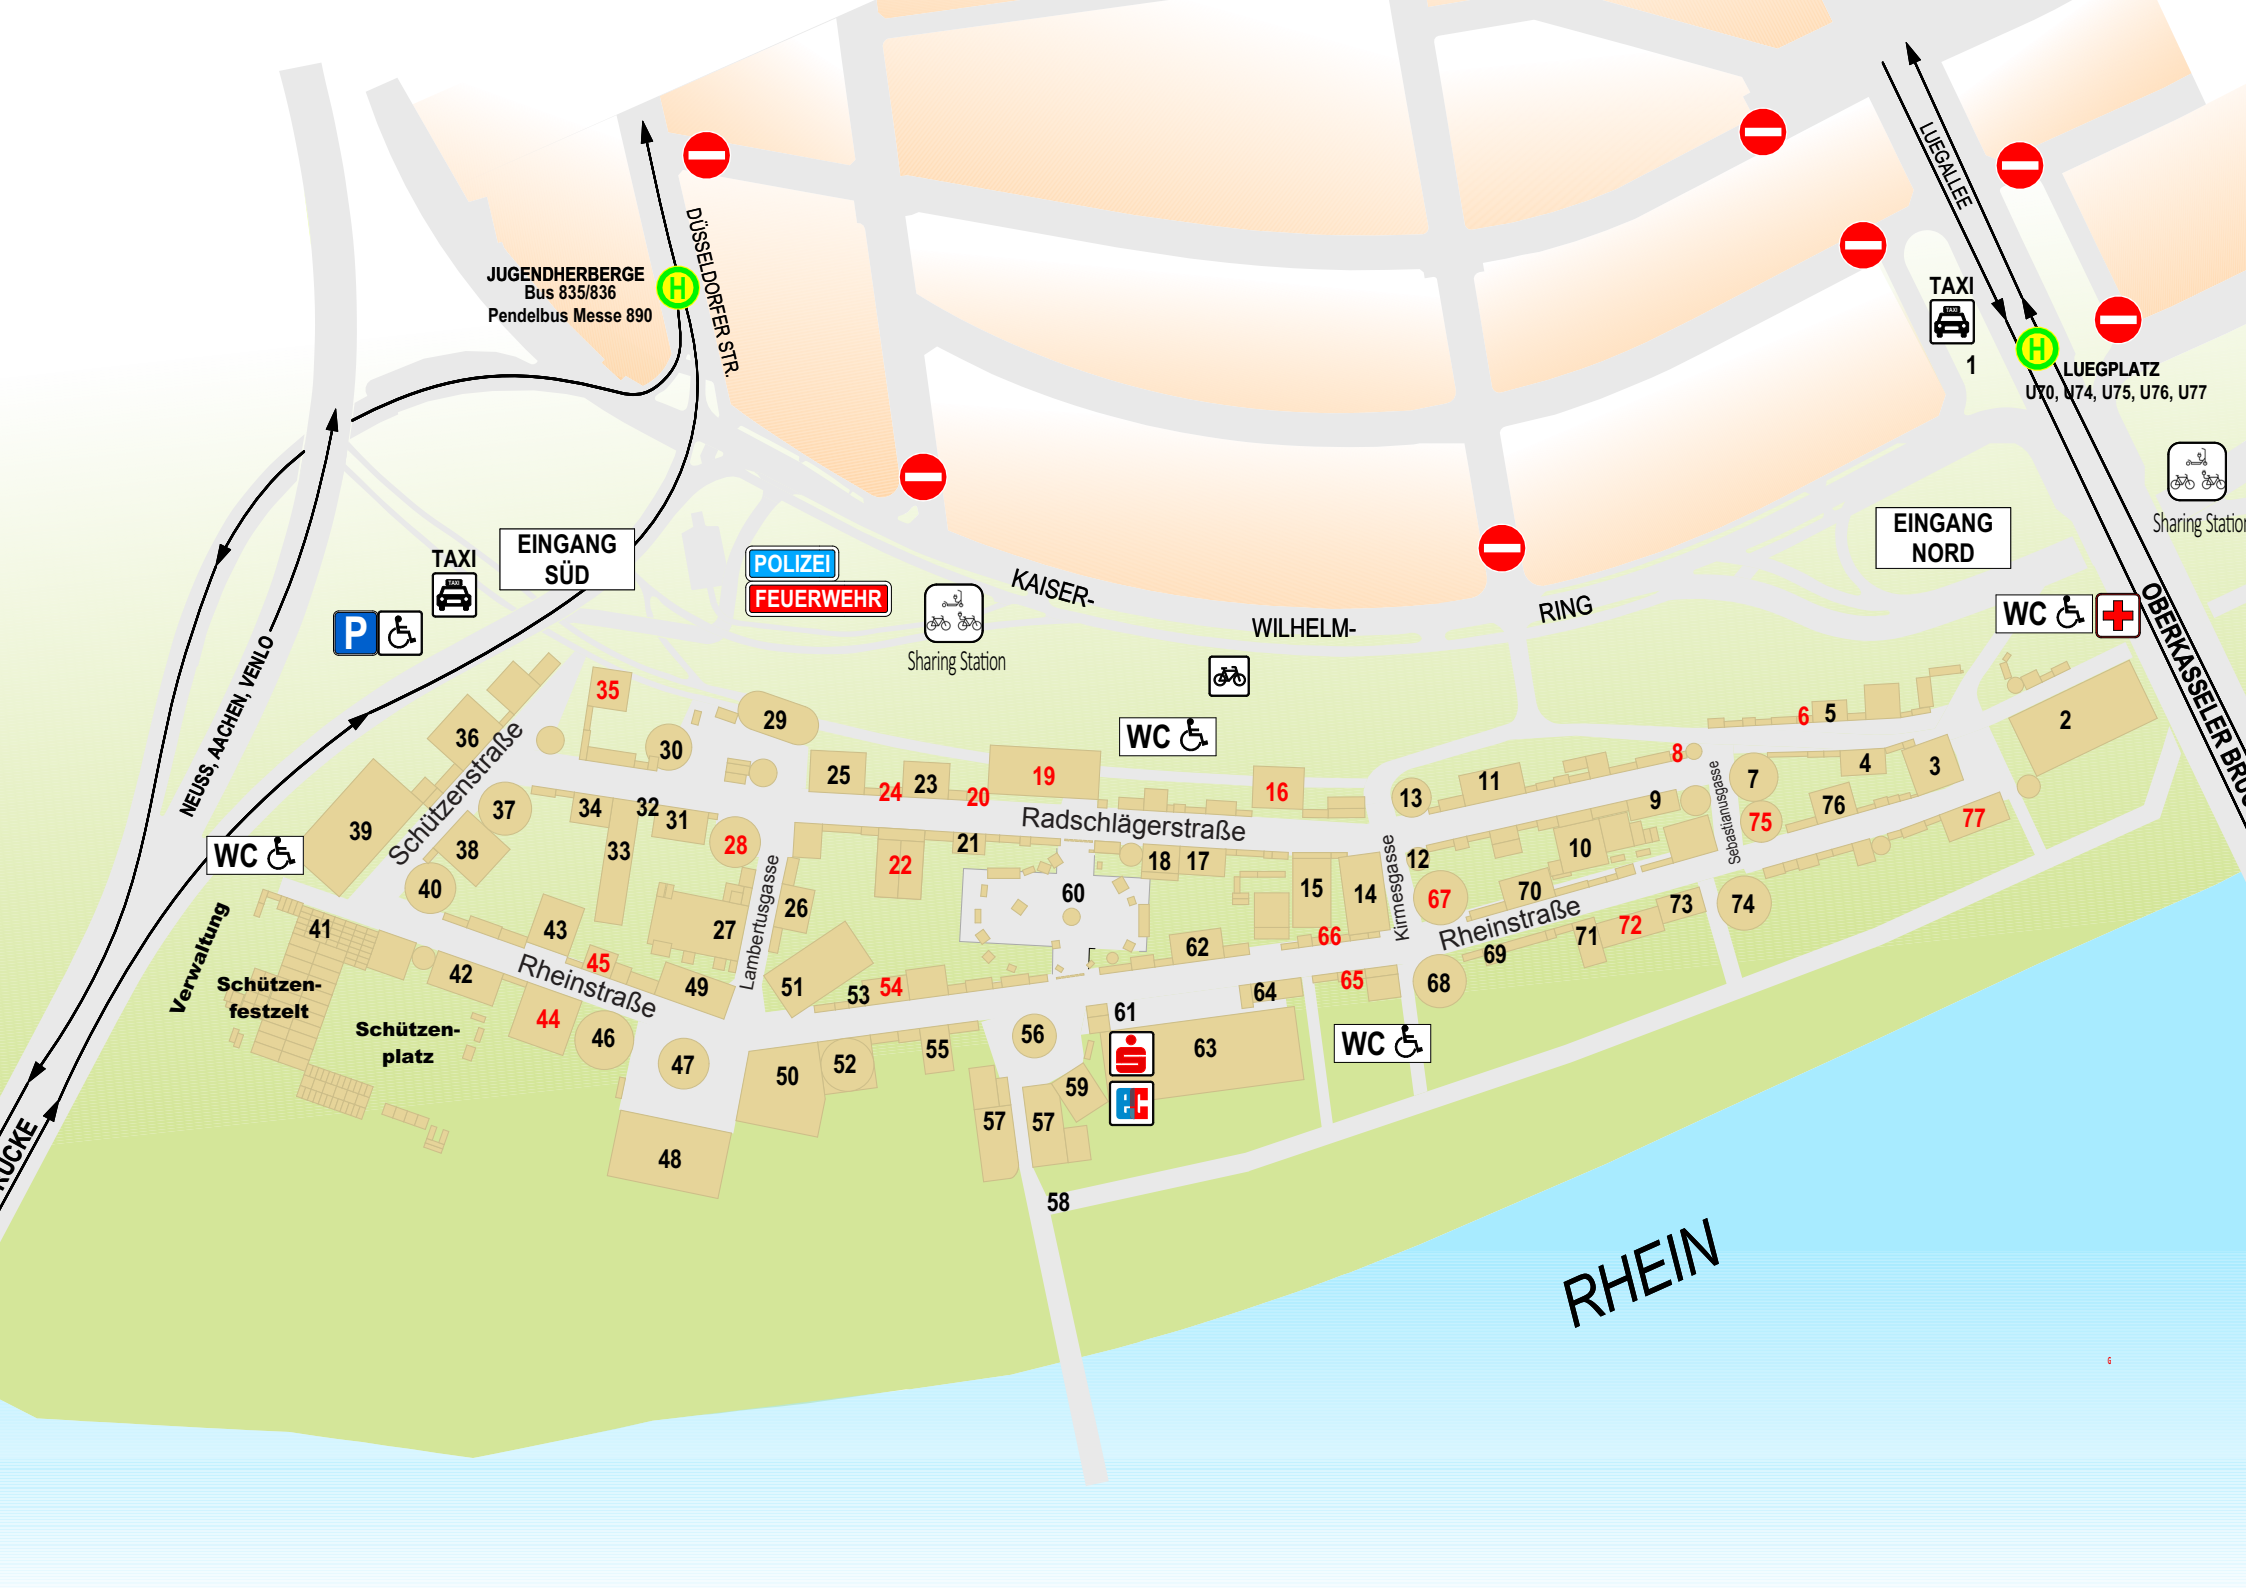 LUEGALLEE
DÜSSELDORFER STR.
JUGENDHERBERGE
Bus 835/836
Pendelbus Messe 890
H
TAXI
TAXI
1
H
LUEGPLATZ
U70, U74, U75, U76, U77
Sharing Station
EINGANG
NORD
EINGANG
SÜD
TAXI
TAXI
P
POLIZEI
FEUERWEHR
Sharing Station
KAISER-
WILHELM-
RING
WC
WC
OBERKASSELER BRÜC
NEUSS, AACHEN, VENLO
35
36
29
30
6
5
2
8
25
24
23
20
19
16
13
11
7
4
3
Schützenstraße
37
34
32
31
33
28
Radschlägerstraße
9
Sebastianusgasse
75
76
77
39
38
40
WC
22
21
18
17
15
14
Kirmesgasse
12
10
60
67
70
Rheinstraße
73
74
72
71
69
68
Lambertusgasse
26
27
43
41
Verwaltung
Schützen-
festzelt
Schützen-
platz
42
45
Rheinstraße
49
51
53
54
62
66
65
64
61
44
46
47
50
52
55
56
63
WC
59
S
EC
57
57
48
58
RÜCKE
RHEIN
G